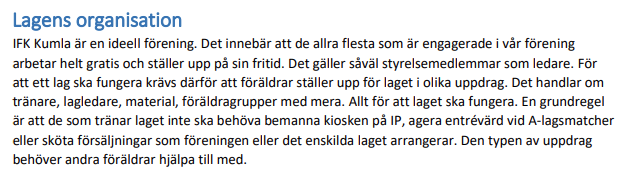 Lagens organisation
IFK Kumla är en ideell förening. Det innebär att de allra flesta som är engagerade i vår förening
arbetar helt gratis och ställer upp på sin fritid. Det gäller såväl styrelsemedlemmar som ledare. För
att ett lag ska fungera krävs därför att föräldrar ställer upp för laget i olika uppdrag. Det handlar om
tränare, lagledare, material, föräldragrupper med mera. Allt för att laget ska fungera. En grundregel
är att de som tränar laget inte ska behöva bemanna kiosken på IP, agera entrévärd vid A-lagsmatcher
eller sköta försäljningar som föreningen eller det enskilda laget arrangerar. Den typen av uppdrag
behöver andra föräldrar hjälpa till med.